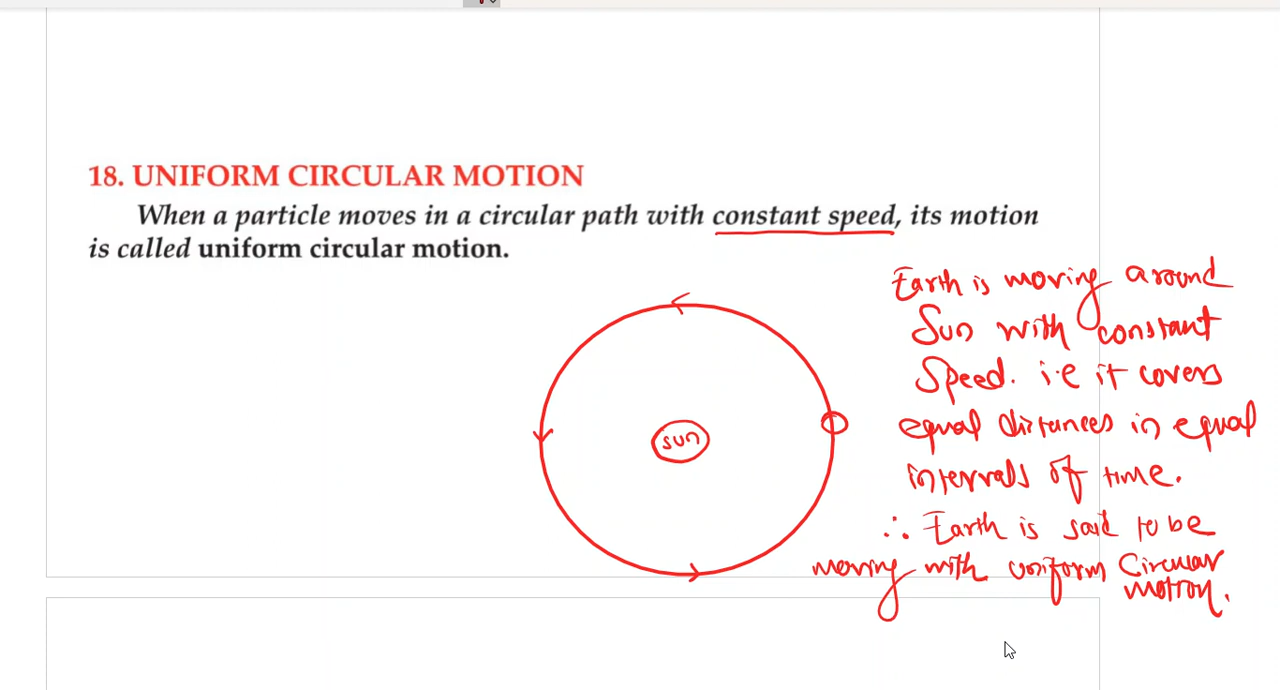 18. UNIFORM CIRCULAR MOTION
When a particle moves in a circular path with constant speed, its motion
is called uniform circular motion.
Earth is moving around
Sun with constant
Speed. i.e it covers
equal distances in equal
intervals of time.
∴ Earth is said to be
moving with uniform Circular
motion.
sun